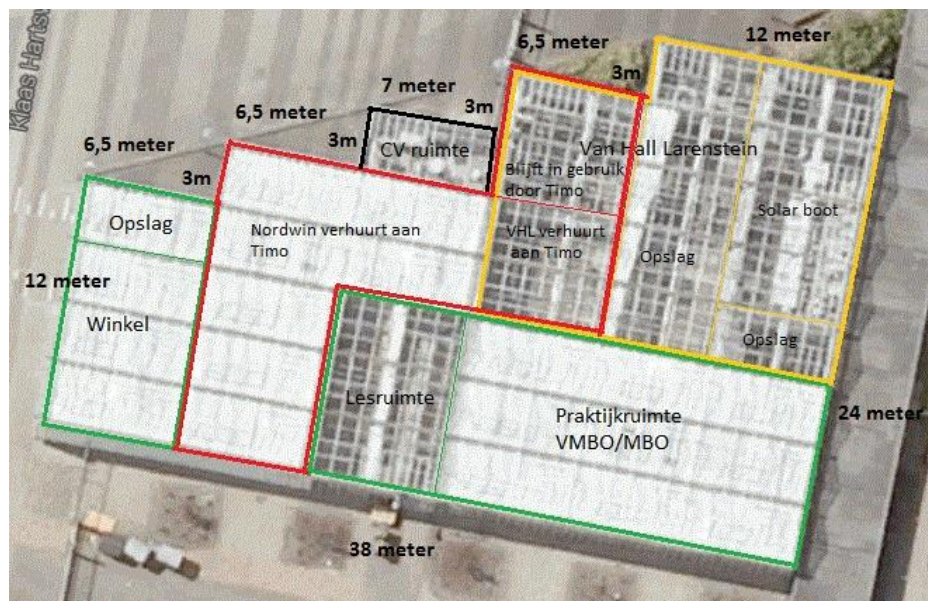 Klaas Harts
6,5 meter
12 meter
7 meter
3m
6,5 meter
3m
3m
CV ruimte
Van Hall Larenstein
6,5 meter
3m
Blijft in gebruik
door Timo
Solar boot
Opslag
Nordwin verhuurt aan
Timo
VHL verhuurt
aan Timo
Opslag
12 meter
Winkel
Opslag
Lesruimte
Praktijkruimte
VMBO/MBO
24 meter
38 meter